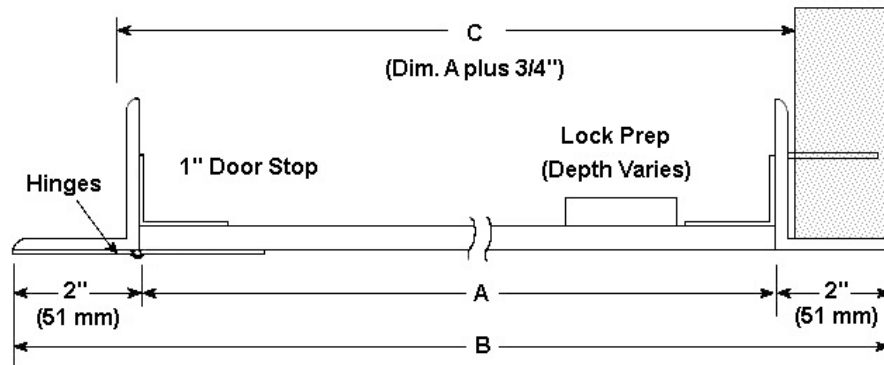 C
(Dim. A plus 3/4")
Lock Prep
(Depth Varies)
1" Door Stop
Hinges
2"
(51 mm)
A
2"
(51 mm)
B